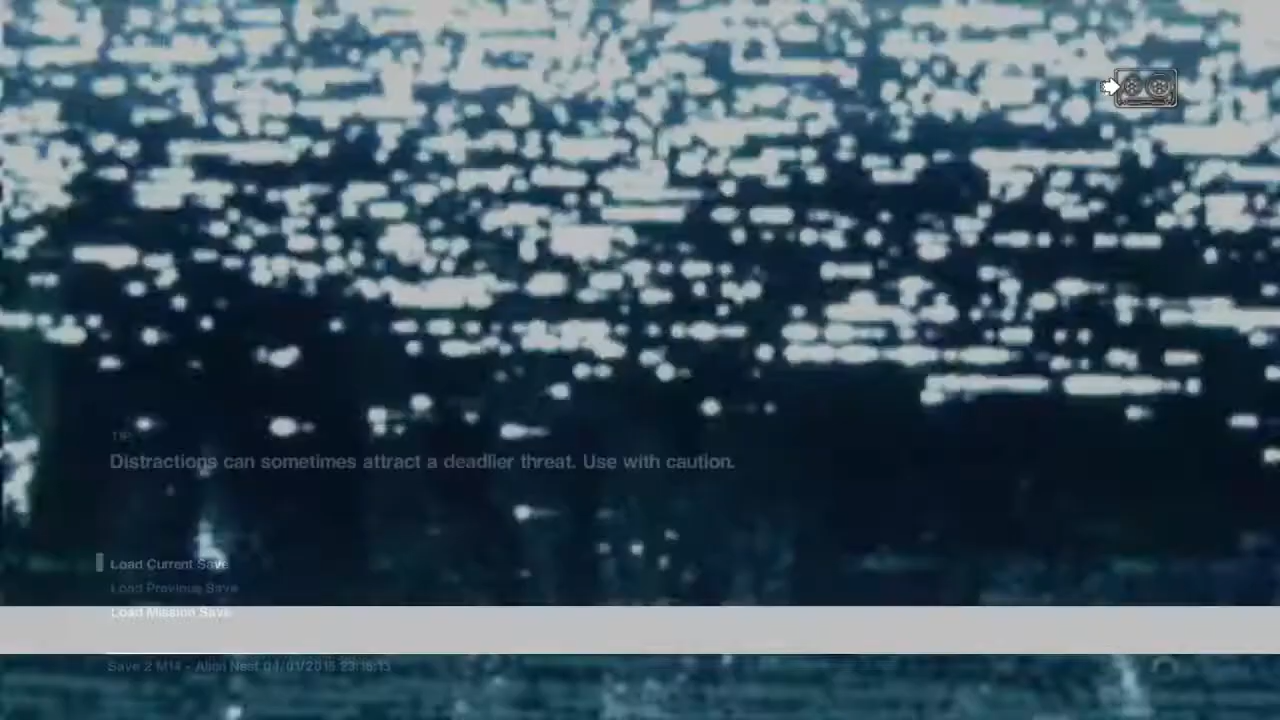 TIP:
Distractions can sometimes attract a deadlier threat. Use with caution.
Load Current Save
Load Previous Save
Load Mission Save
Save 2 M14 - Alien Nest 01/01/2015 23:16:13